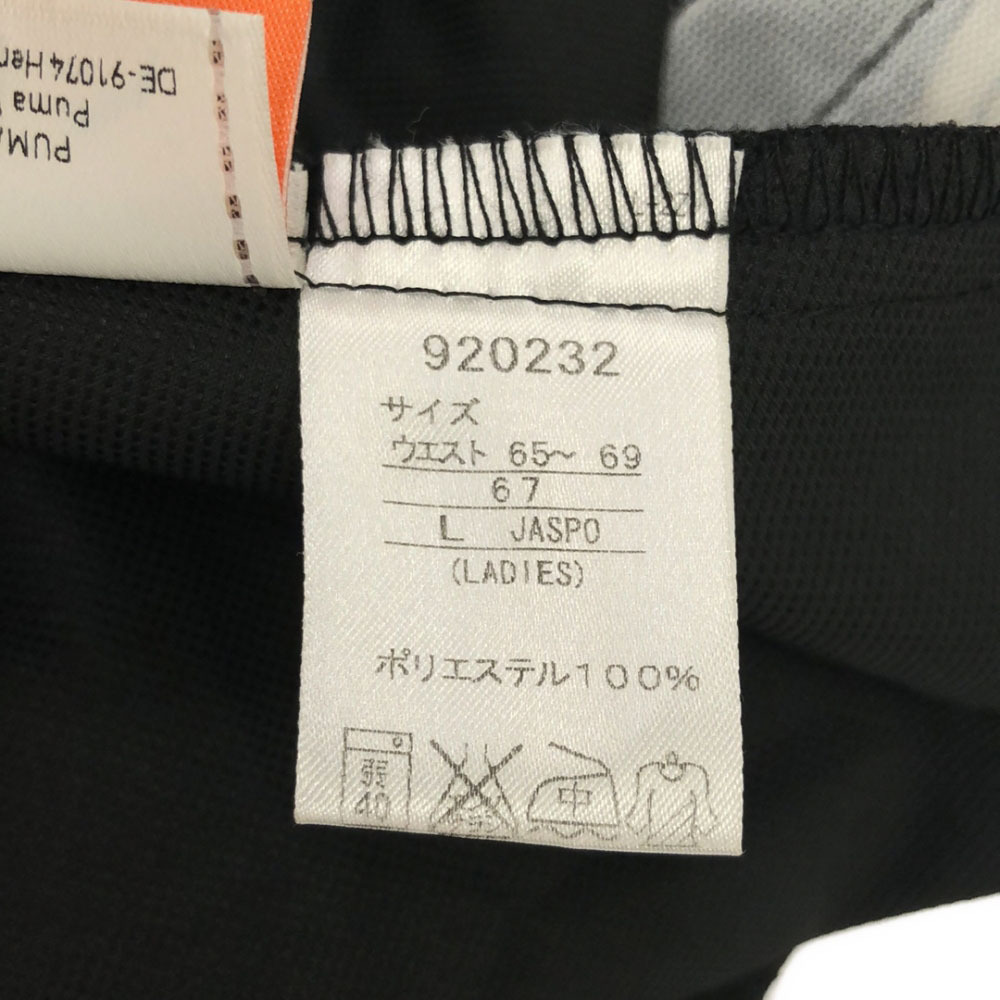 DE-91074 Her
Puma
PUMA
920232
サイズ
ウエスト 65～ 69
67
L JASPO
(LADIES)
ポリエステル100%
弱
40
中